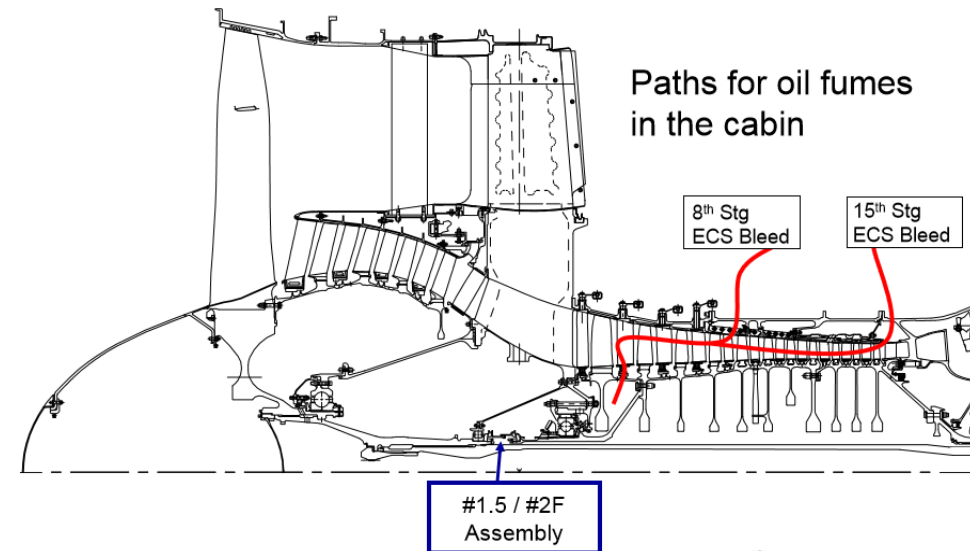 Paths for oil fumes
in the cabin
8th Stg
ECS Bleed
15th Stg
ECS Bleed
#1.5 / #2F
Assembly